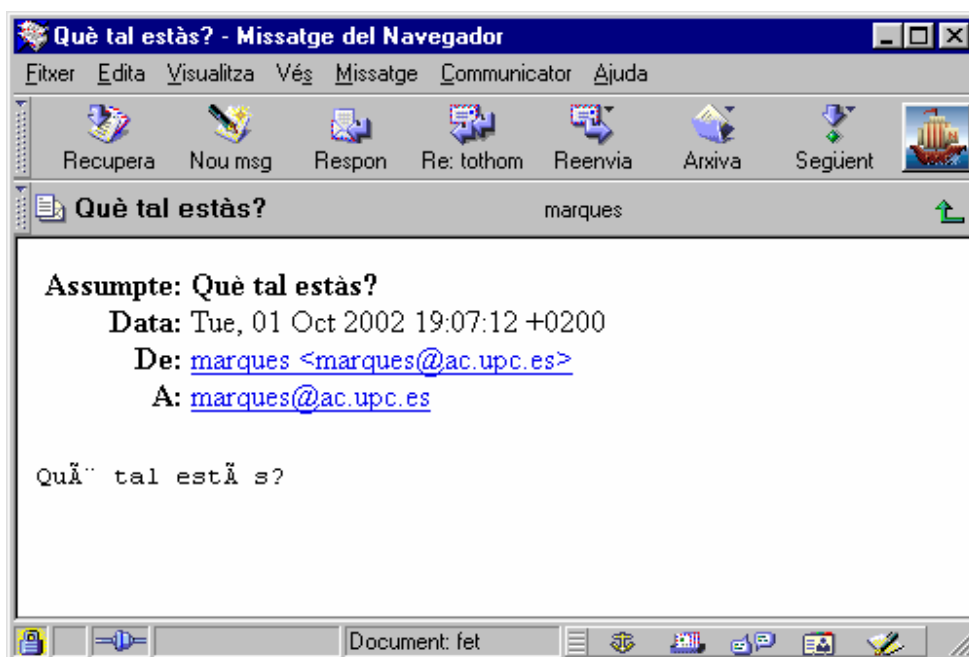 Què tal estàs? - Missatge del Navegador
Fitxer Edita Visualitza Vés Missatge Communicator Ajuda
Recupera Nou msg Respon Re: tothom Reenvia Arxiva Següent
Què tal estàs? marques
Assumpte: Què tal estàs?
Data: Tue, 01 Oct 2002 19:07:12 +0200
De: marques <marques@ac.upc.es>
A: marques@ac.upc.es
QuÃ¨ tal estÃ s?
Document: fet